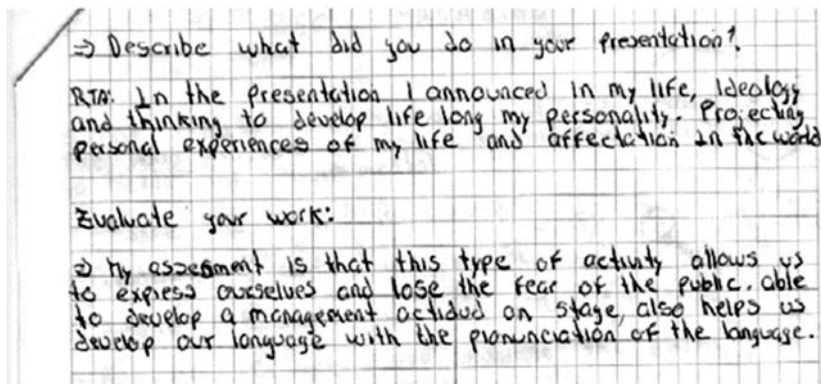 ⇒ Describe what did you do in your presentation?.
RTA: In the presentation I announced in my life, Ideology
and thinking to develop life long my personality. Projecting
personal experiences of my life and affectation in the world
Evaluate your work:
⇒ My assesment is that this type of activity allows us
to express ourselves and lose the fear of the public. able
to develop a management actidud on stage, also helps us
develop our language with the pronunciation of the language.